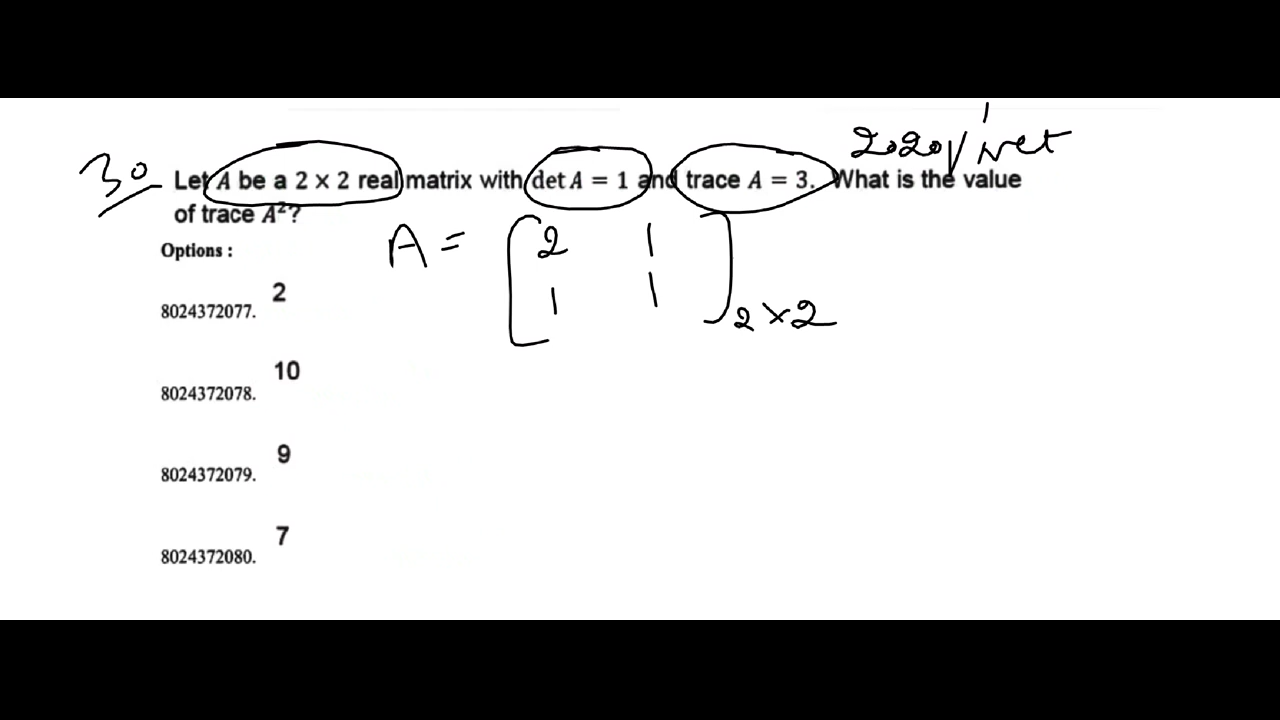 2020/ Net
30 Let A be a 2 × 2 real matrix with det A = 1 and trace A = 3. What is the value
of trace A²?
A = [2 1
1 1] 2×2
Options :
8024372077. 2
8024372078. 10
8024372079. 9
8024372080. 7